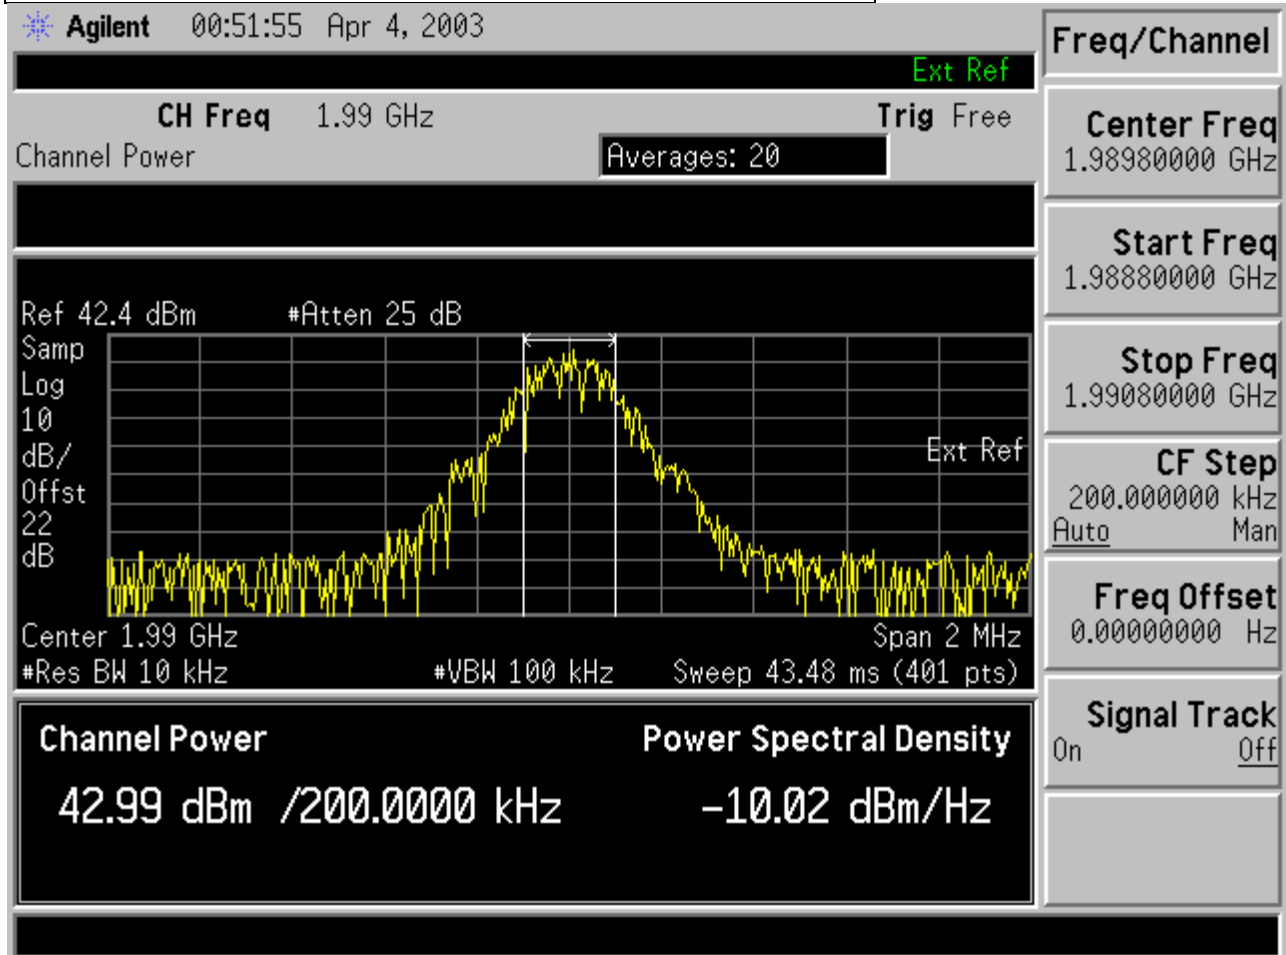 Agilent 00:51:55 Apr 4, 2003
Ext Ref
CH Freq 1.99 GHz Trig Free
Channel Power Averages: 20
Ref 42.4 dBm #Atten 25 dB
Samp
Log
10
dB/
Offst
22
dB
Ext Ref
Center 1.99 GHz Span 2 MHz
#Res BW 10 kHz #VBW 100 kHz Sweep 43.48 ms (401 pts)
Channel Power Power Spectral Density
42.99 dBm /200.0000 kHz -10.02 dBm/Hz
Freq/Channel
Center Freq
1.98980000 GHz
Start Freq
1.98880000 GHz
Stop Freq
1.99080000 GHz
CF Step
200.000000 kHz
Auto Man
Freq Offset
0.00000000 Hz
Signal Track
On Off